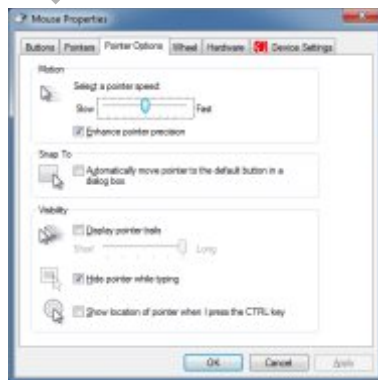 Mouse Properties
Buttons Pointers Pointer Options Wheel Hardware Device Settings
Motion
Select a pointer speed:
Slow Fast
Enhance pointer precision
Snap To
Automatically move pointer to the default button in a
dialog box
Visibility
Display pointer trails
Short Long
Hide pointer while typing
Show location of pointer when I press the CTRL key
OK Cancel Apply